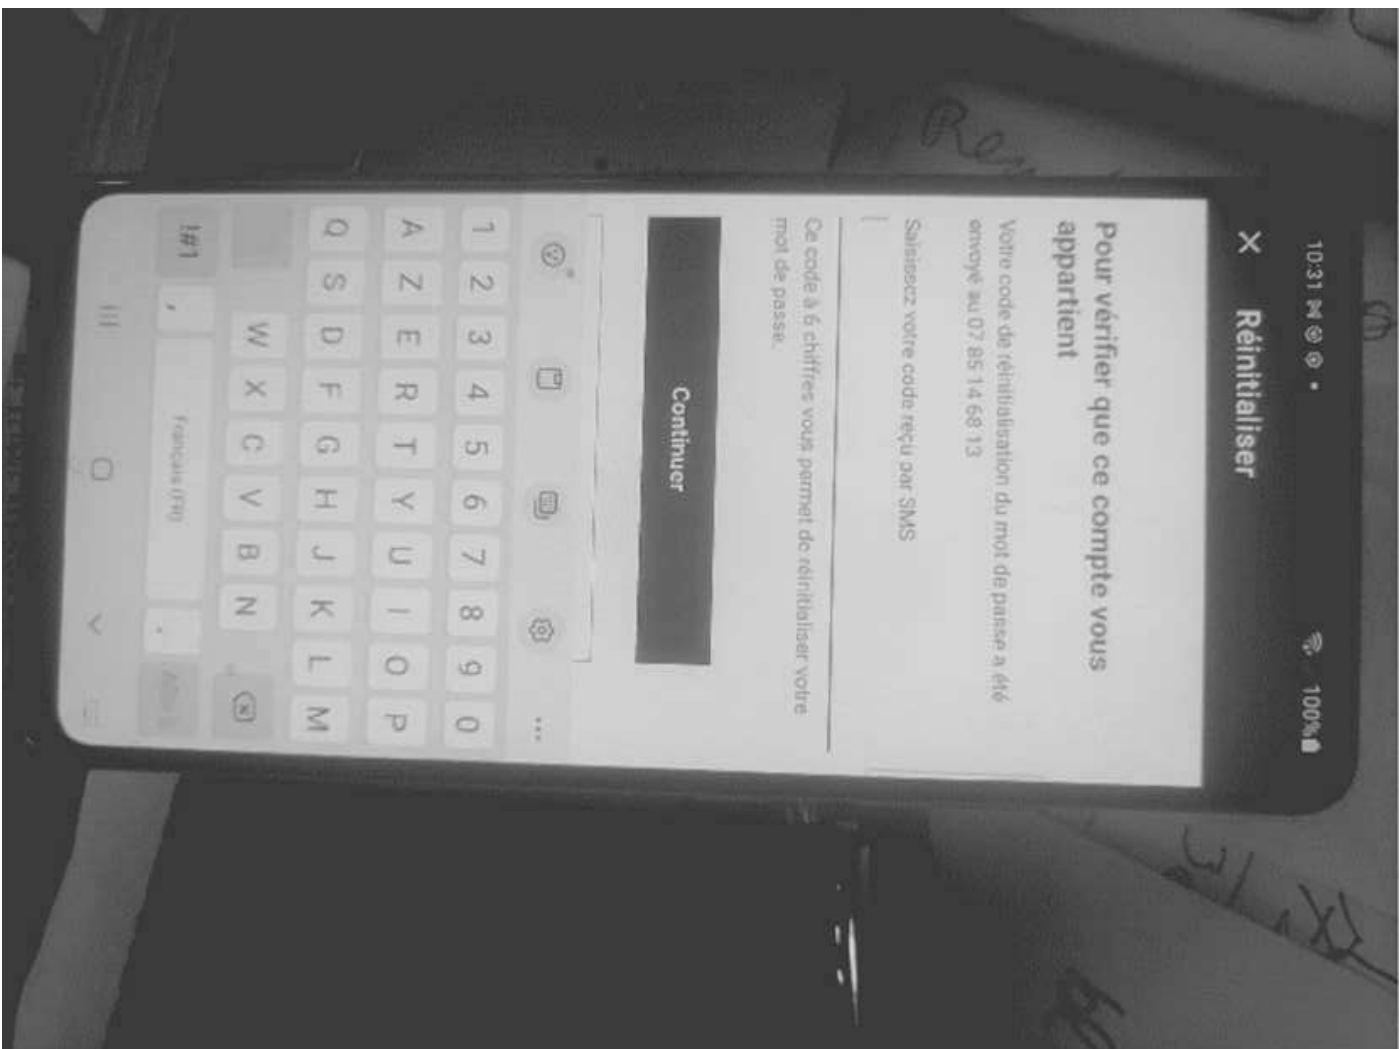 10:31
100%
× Réinitialiser
Pour vérifier que ce compte vous
appartient
Votre code de réinitialisation du mot de passe a été
envoyé au 07 85 14 68 13
Saisissez votre code reçu par SMS
Ce code à 6 chiffres vous permet de réinitialiser votre
mot de passe.
Continuer
1 2 3 4 5 6 7 8 9 0
A Z E R T Y U I O P
Q S D F G H J K L M
W X C V B N
!#1 , Français (FR) .